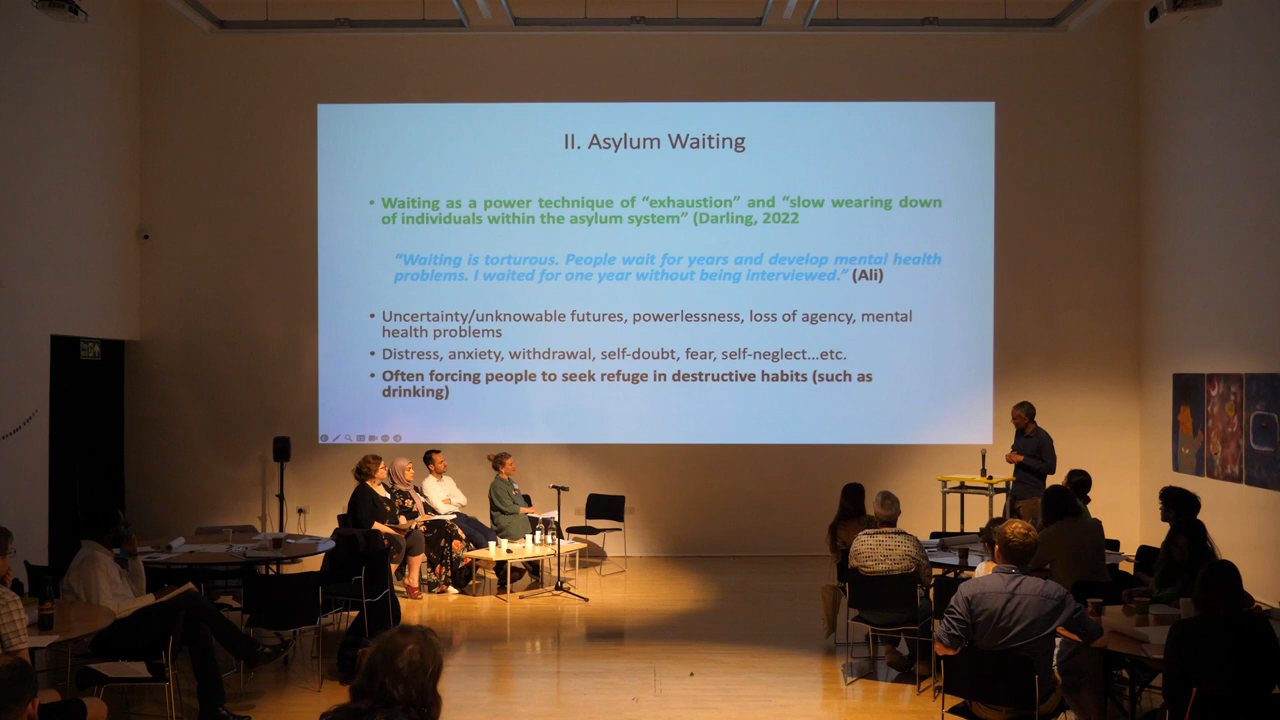 II. Asylum Waiting
• Waiting as a power technique of “exhaustion” and “slow wearing down
of individuals within the asylum system” (Darling, 2022
“Waiting is torturous. People wait for years and develop mental health
problems. I waited for one year without being interviewed.” (Ali)
• Uncertainty/unknowable futures, powerlessness, loss of agency, mental
health problems
• Distress, anxiety, withdrawal, self-doubt, fear, self-neglect...etc.
• Often forcing people to seek refuge in destructive habits (such as
drinking)